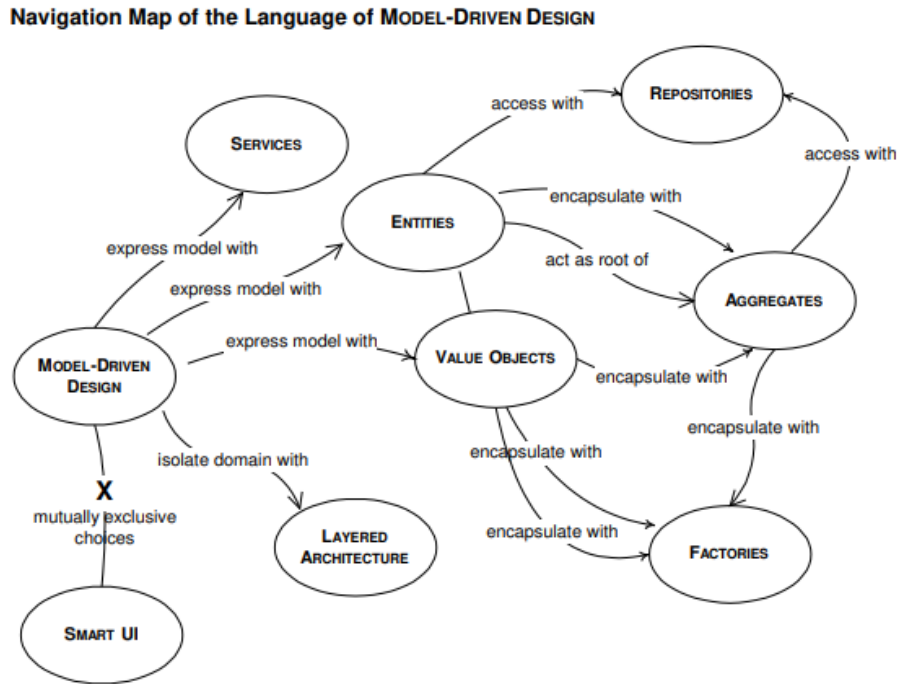 Navigation Map of the Language of MODEL-DRIVEN DESIGN
REPOSITORIES
access with
SERVICES
access with
ENTITIES
encapsulate with
express model with
act as root of
express model with
AGGREGATES
express model with
VALUE OBJECTS
MODEL-DRIVEN
DESIGN
encapsulate with
encapsulate with
encapsulate with
isolate domain with
X
mutually exclusive
choices
encapsulate with
LAYERED
ARCHITECTURE
FACTORIES
SMART UI